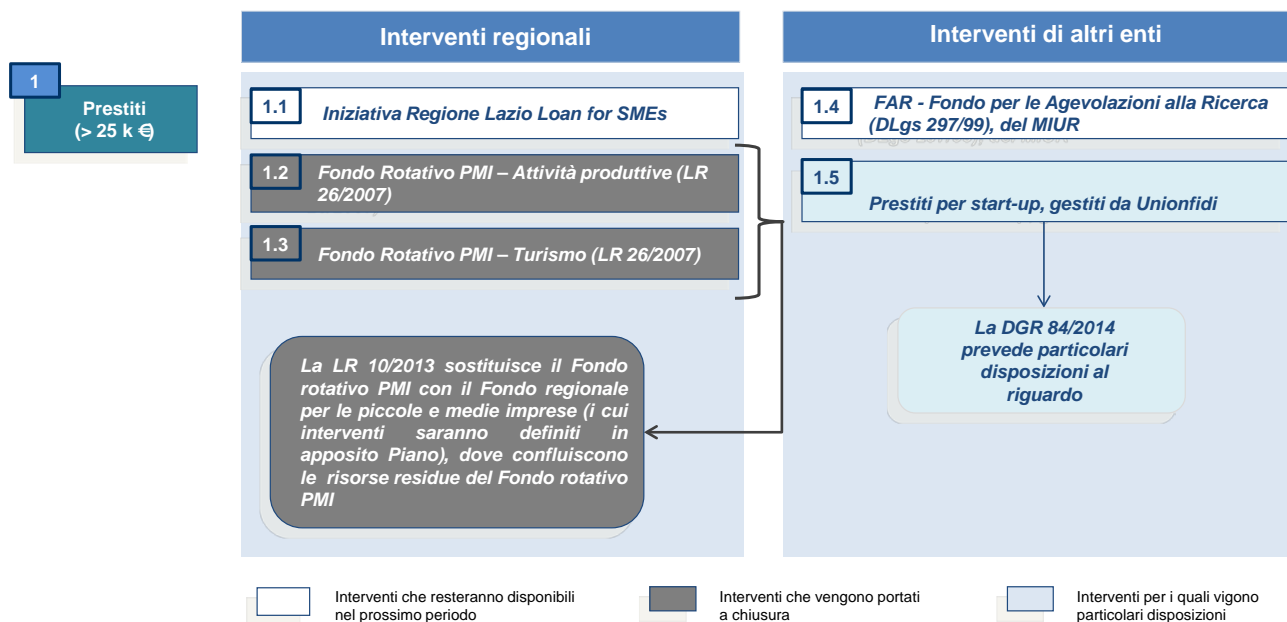 Interventi regionali
Interventi di altri enti
1
Prestiti
(> 25 k €)
1.1
Iniziativa Regione Lazio Loan for SMEs
1.2
Fondo Rotativo PMI – Attività produttive (LR
26/2007)
1.3
Fondo Rotativo PMI – Turismo (LR 26/2007)
La LR 10/2013 sostituisce il Fondo
rotativo PMI con il Fondo regionale
per le piccole e medie imprese (i cui
interventi saranno definiti in
apposito Piano), dove confluiscono
le risorse residue del Fondo rotativo
PMI
1.4
FAR - Fondo per le Agevolazioni alla Ricerca
(DLgs 297/99), del MIUR
1.5
Prestiti per start-up, gestiti da Unionfidi
La DGR 84/2014
prevede particolari
disposizioni al
riguardo
Interventi che resteranno disponibili
nel prossimo periodo
Interventi che vengono portati
a chiusura
Interventi per i quali vigono
particolari disposizioni